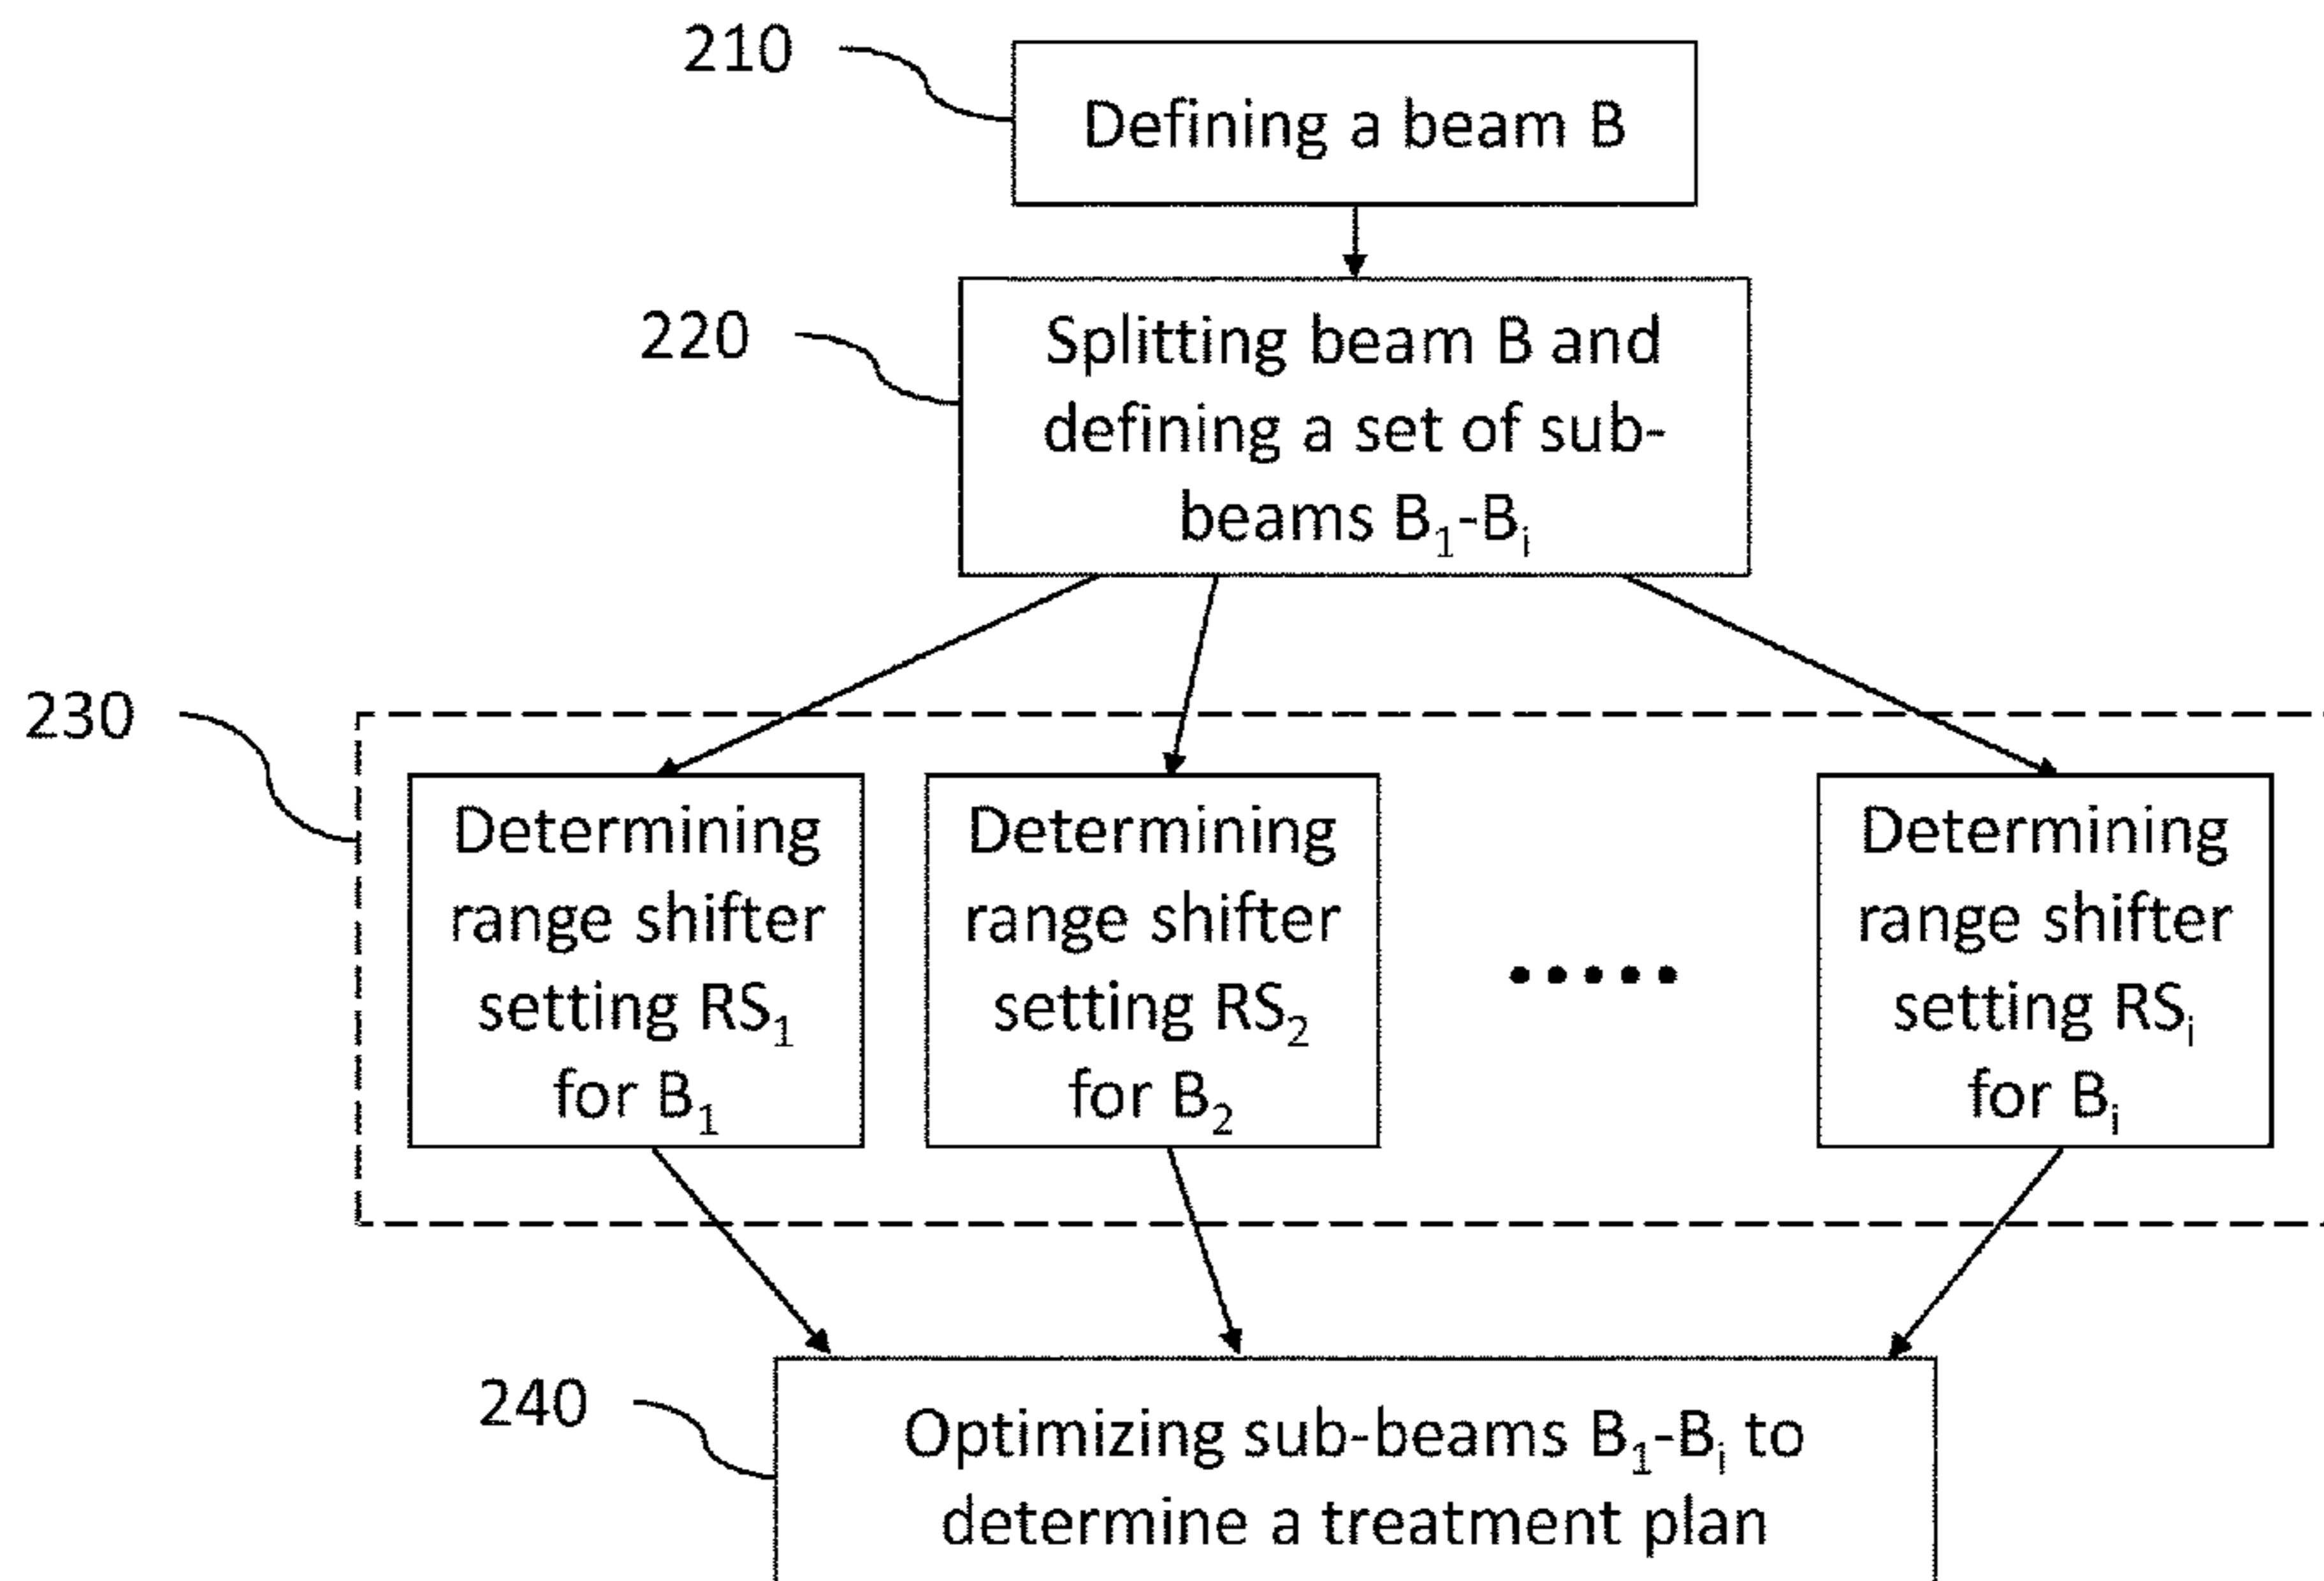 210
Defining a beam B
220
Splitting beam B and
defining a set of sub-
beams B₁-Bᵢ
230
Determining
range shifter
setting RS₁
for B₁
Determining
range shifter
setting RS₂
for B₂
.....
Determining
range shifter
setting RSᵢ
for Bᵢ
240
Optimizing sub-beams B₁-Bᵢ to
determine a treatment plan